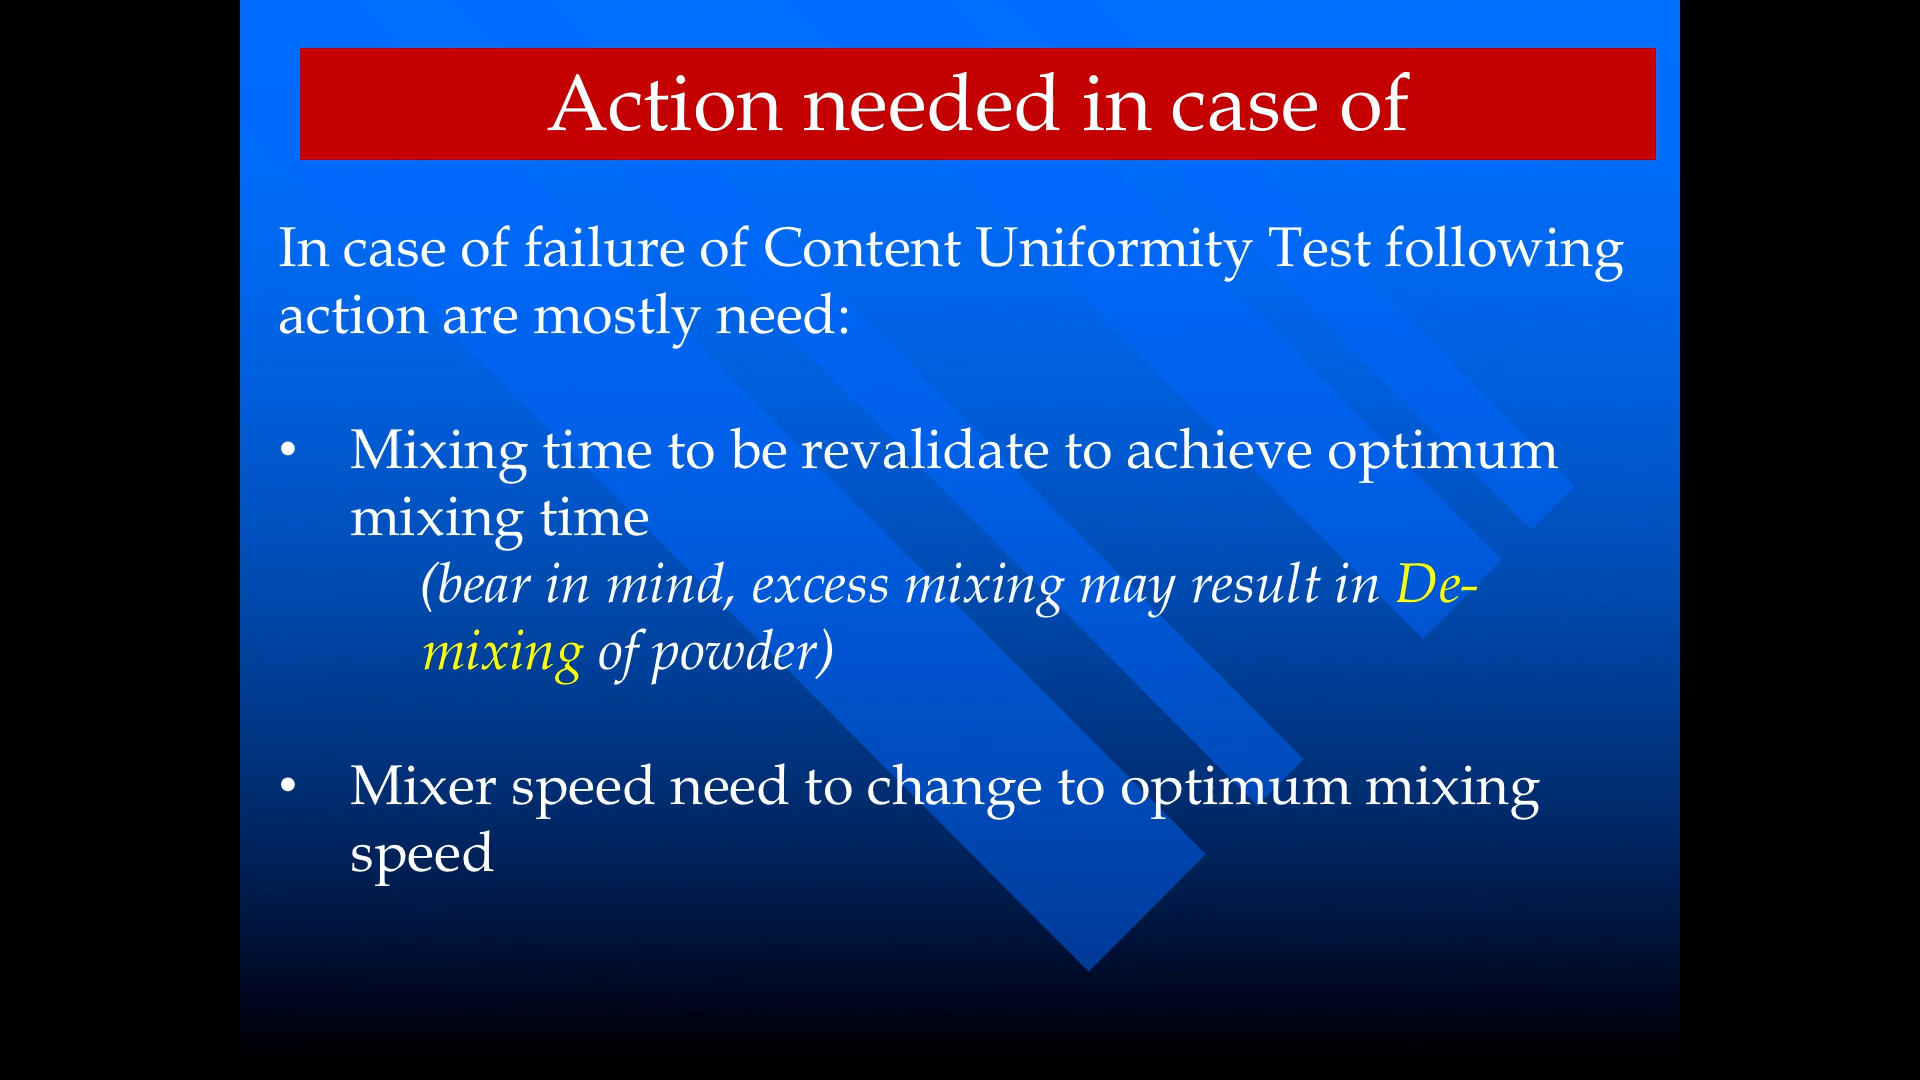 Action needed in case of
In case of failure of Content Uniformity Test following
action are mostly need:
• Mixing time to be revalidate to achieve optimum
mixing time
(bear in mind, excess mixing may result in De-
mixing of powder)
• Mixer speed need to change to optimum mixing
speed